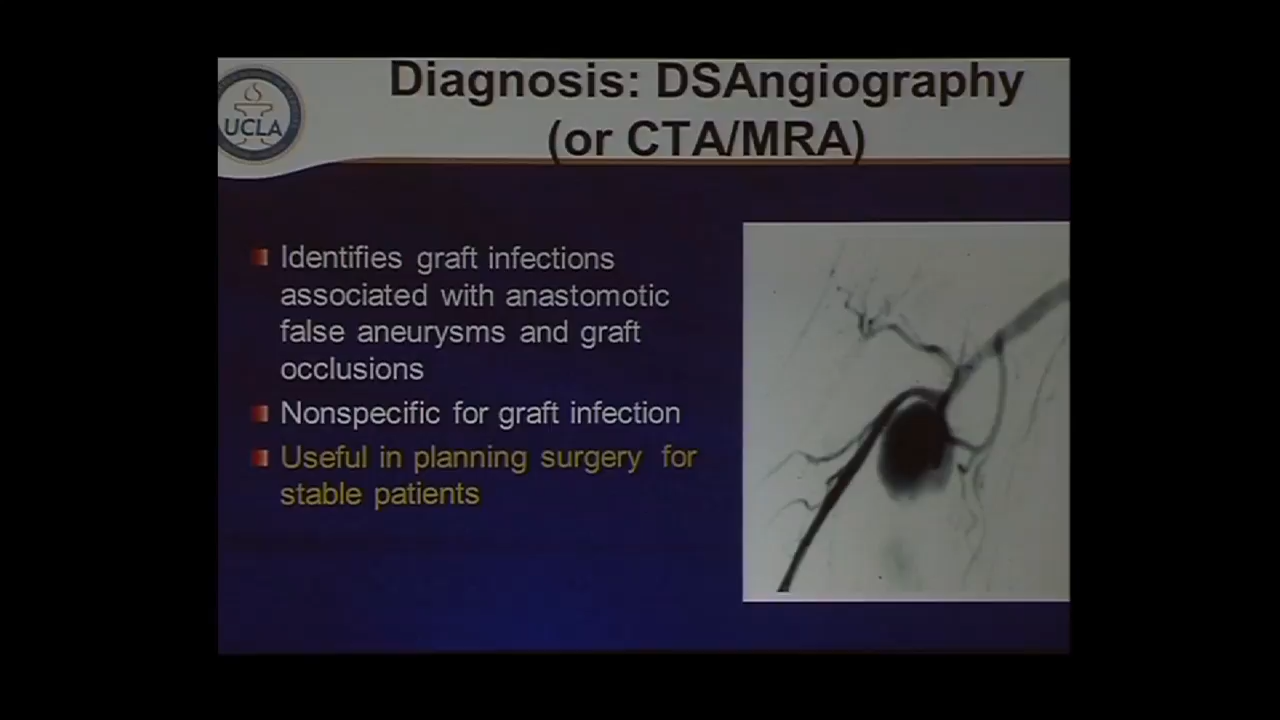 Diagnosis: DSAngiography
(or CTA/MRA)
UCLA
Identifies graft infections
associated with anastomotic
false aneurysms and graft
occlusions
Nonspecific for graft infection
Useful in planning surgery for
stable patients